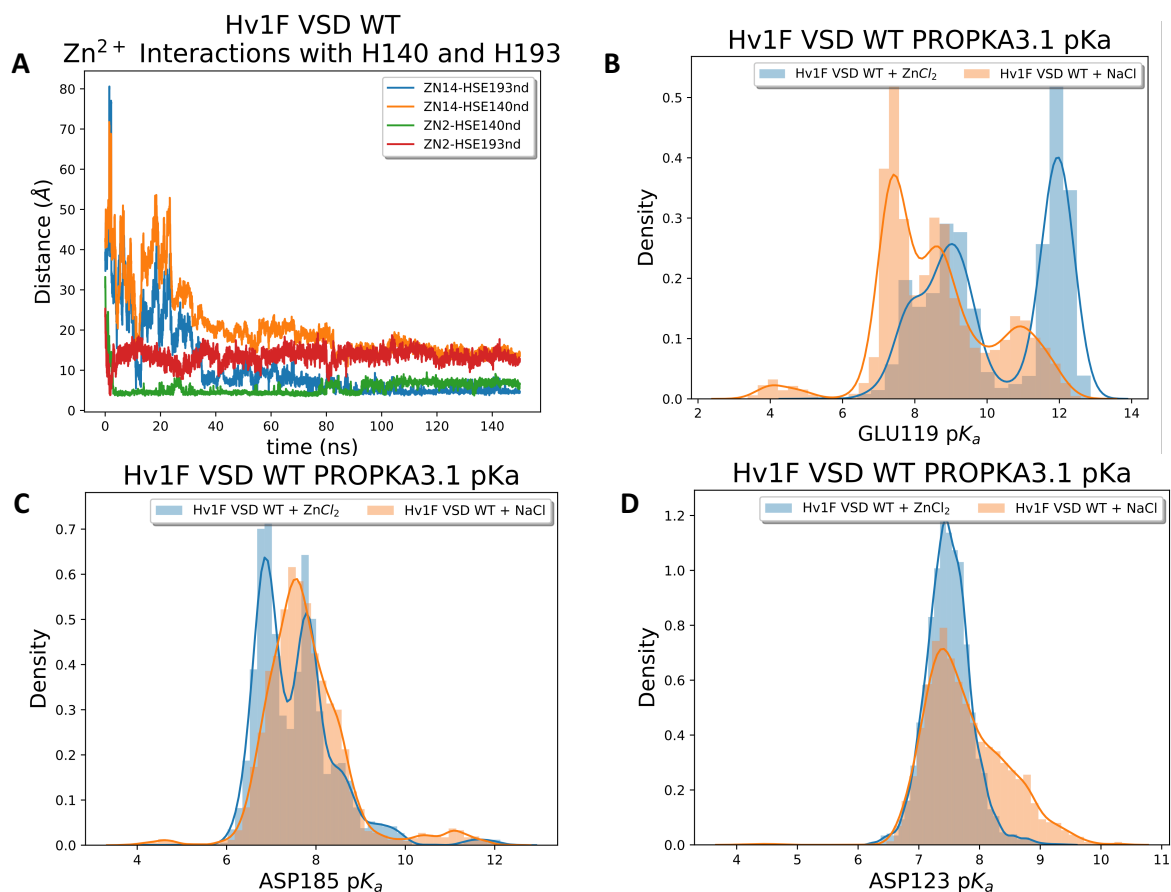 A
Hv1F VSD WT
Zn²⁺ Interactions with H140 and H193
Distance (Å)
80
70
60
50
40
30
20
10
0
ZN14-HSE193nd
ZN14-HSE140nd
ZN2-HSE140nd
ZN2-HSE193nd
0 20 40 60 80 100 120 140
time (ns)
B
Hv1F VSD WT PROPKA3.1 pKa
Hv1F VSD WT + ZnCl₂ Hv1F VSD WT + NaCl
Density
0.5
0.4
0.3
0.2
0.1
0.0
2 4 6 8 10 12 14
GLU119 pKₐ
C
Hv1F VSD WT PROPKA3.1 pKa
Hv1F VSD WT + ZnCl₂ Hv1F VSD WT + NaCl
Density
0.7
0.6
0.5
0.4
0.3
0.2
0.1
0.0
4 6 8 10 12
ASP185 pKₐ
D
Hv1F VSD WT PROPKA3.1 pKa
Hv1F VSD WT + ZnCl₂ Hv1F VSD WT + NaCl
Density
1.2
1.0
0.8
0.6
0.4
0.2
0.0
4 5 6 7 8 9 10 11
ASP123 pKₐ